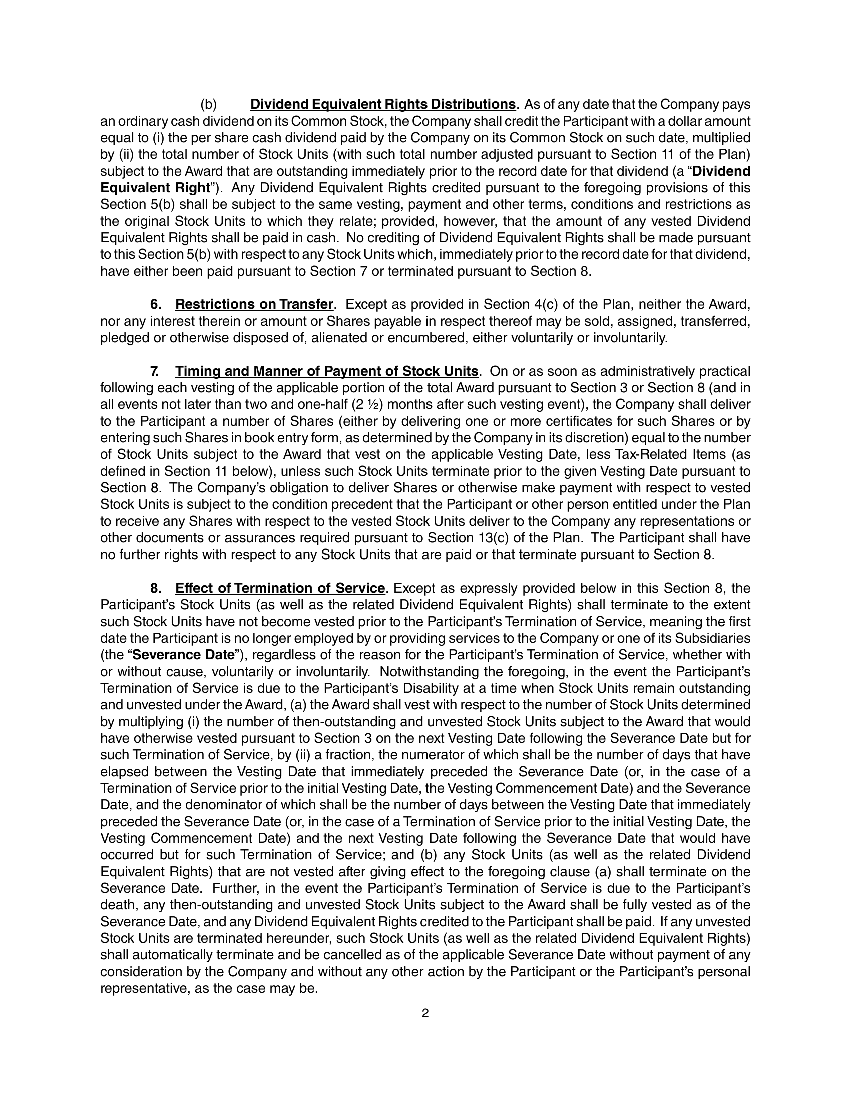 (b) Dividend Equivalent Rights Distributions. As of any date that the Company pays
an ordinary cash dividend on its Common Stock, the Company shall credit the Participant with a dollar amount
equal to (i) the per share cash dividend paid by the Company on its Common Stock on such date, multiplied
by (ii) the total number of Stock Units (with such total number adjusted pursuant to Section 11 of the Plan)
subject to the Award that are outstanding immediately prior to the record date for that dividend (a “Dividend
Equivalent Right”). Any Dividend Equivalent Rights credited pursuant to the foregoing provisions of this
Section 5(b) shall be subject to the same vesting, payment and other terms, conditions and restrictions as
the original Stock Units to which they relate; provided, however, that the amount of any vested Dividend
Equivalent Rights shall be paid in cash. No crediting of Dividend Equivalent Rights shall be made pursuant
to this Section 5(b) with respect to any Stock Units which, immediately prior to the record date for that dividend,
have either been paid pursuant to Section 7 or terminated pursuant to Section 8.
6. Restrictions on Transfer. Except as provided in Section 4(c) of the Plan, neither the Award,
nor any interest therein or amount or Shares payable in respect thereof may be sold, assigned, transferred,
pledged or otherwise disposed of, alienated or encumbered, either voluntarily or involuntarily.
7. Timing and Manner of Payment of Stock Units. On or as soon as administratively practical
following each vesting of the applicable portion of the total Award pursuant to Section 3 or Section 8 (and in
all events not later than two and one-half (2 ½) months after such vesting event), the Company shall deliver
to the Participant a number of Shares (either by delivering one or more certificates for such Shares or by
entering such Shares in book entry form, as determined by the Company in its discretion) equal to the number
of Stock Units subject to the Award that vest on the applicable Vesting Date, less Tax-Related Items (as
defined in Section 11 below), unless such Stock Units terminate prior to the given Vesting Date pursuant to
Section 8. The Company’s obligation to deliver Shares or otherwise make payment with respect to vested
Stock Units is subject to the condition precedent that the Participant or other person entitled under the Plan
to receive any Shares with respect to the vested Stock Units deliver to the Company any representations or
other documents or assurances required pursuant to Section 13(c) of the Plan. The Participant shall have
no further rights with respect to any Stock Units that are paid or that terminate pursuant to Section 8.
8. Effect of Termination of Service. Except as expressly provided below in this Section 8, the
Participant’s Stock Units (as well as the related Dividend Equivalent Rights) shall terminate to the extent
such Stock Units have not become vested prior to the Participant’s Termination of Service, meaning the first
date the Participant is no longer employed by or providing services to the Company or one of its Subsidiaries
(the “Severance Date”), regardless of the reason for the Participant’s Termination of Service, whether with
or without cause, voluntarily or involuntarily. Notwithstanding the foregoing, in the event the Participant’s
Termination of Service is due to the Participant’s Disability at a time when Stock Units remain outstanding
and unvested under the Award, (a) the Award shall vest with respect to the number of Stock Units determined
by multiplying (i) the number of then-outstanding and unvested Stock Units subject to the Award that would
have otherwise vested pursuant to Section 3 on the next Vesting Date following the Severance Date but for
such Termination of Service, by (ii) a fraction, the numerator of which shall be the number of days that have
elapsed between the Vesting Date that immediately preceded the Severance Date (or, in the case of a
Termination of Service prior to the initial Vesting Date, the Vesting Commencement Date) and the Severance
Date, and the denominator of which shall be the number of days between the Vesting Date that immediately
preceded the Severance Date (or, in the case of a Termination of Service prior to the initial Vesting Date, the
Vesting Commencement Date) and the next Vesting Date following the Severance Date that would have
occurred but for such Termination of Service; and (b) any Stock Units (as well as the related Dividend
Equivalent Rights) that are not vested after giving effect to the foregoing clause (a) shall terminate on the
Severance Date. Further, in the event the Participant’s Termination of Service is due to the Participant’s
death, any then-outstanding and unvested Stock Units subject to the Award shall be fully vested as of the
Severance Date, and any Dividend Equivalent Rights credited to the Participant shall be paid. If any unvested
Stock Units are terminated hereunder, such Stock Units (as well as the related Dividend Equivalent Rights)
shall automatically terminate and be cancelled as of the applicable Severance Date without payment of any
consideration by the Company and without any other action by the Participant or the Participant’s personal
representative, as the case may be.
2